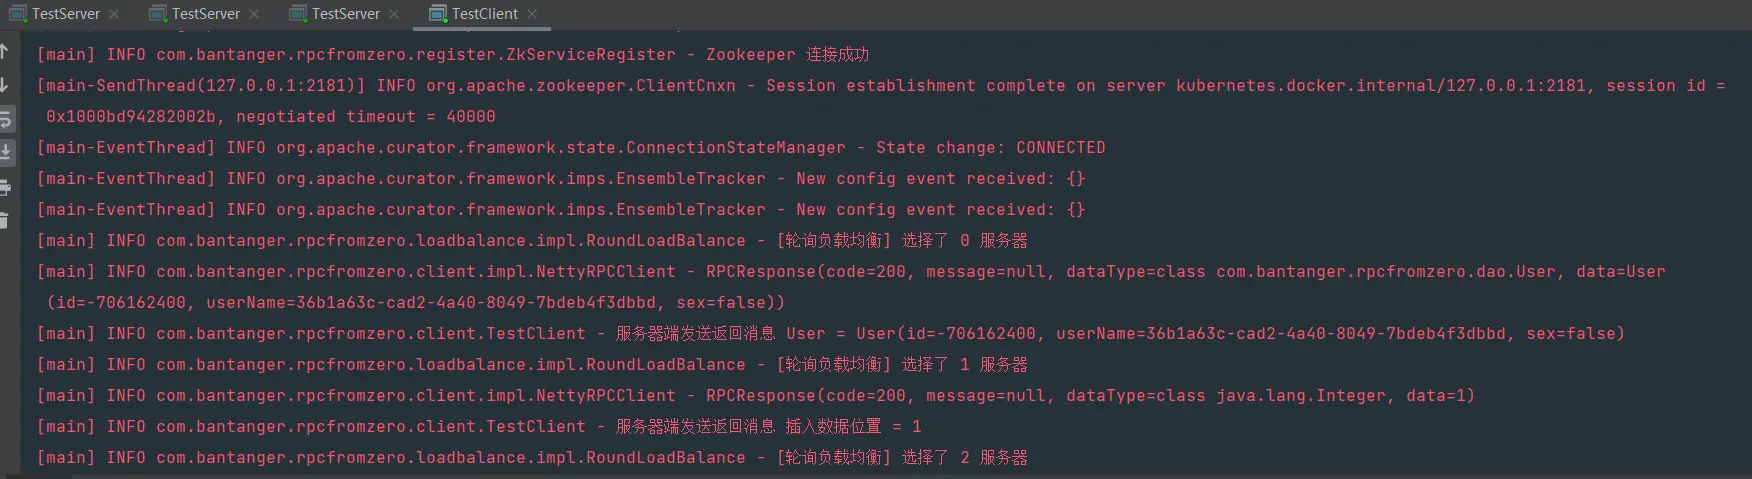 TestServer TestServer TestServer TestClient
[main] INFO com.bantanger.rpcfromzero.register.ZkServiceRegister - Zookeeper 连接成功
[main-SendThread(127.0.0.1:2181)] INFO org.apache.zookeeper.ClientCnxn - Session establishment complete on server kubernetes.docker.internal/127.0.0.1:2181, session id =
0x1000bd94282002b, negotiated timeout = 40000
[main-EventThread] INFO org.apache.curator.framework.state.ConnectionStateManager - State change: CONNECTED
[main-EventThread] INFO org.apache.curator.framework.imps.EnsembleTracker - New config event received: {}
[main-EventThread] INFO org.apache.curator.framework.imps.EnsembleTracker - New config event received: {}
[main] INFO com.bantanger.rpcfromzero.loadbalance.impl.RoundLoadBalance - [轮询负载均衡] 选择了 0 服务器
[main] INFO com.bantanger.rpcfromzero.client.impl.NettyRPCClient - RPCResponse(code=200, message=null, dataType=class com.bantanger.rpcfromzero.dao.User, data=User
(id=-706162400, userName=36b1a63c-cad2-4a40-8049-7bdeb4f3dbbd, sex=false))
[main] INFO com.bantanger.rpcfromzero.client.TestClient - 服务器端发送返回消息 User = User(id=-706162400, userName=36b1a63c-cad2-4a40-8049-7bdeb4f3dbbd, sex=false)
[main] INFO com.bantanger.rpcfromzero.loadbalance.impl.RoundLoadBalance - [轮询负载均衡] 选择了 1 服务器
[main] INFO com.bantanger.rpcfromzero.client.impl.NettyRPCClient - RPCResponse(code=200, message=null, dataType=class java.lang.Integer, data=1)
[main] INFO com.bantanger.rpcfromzero.client.TestClient - 服务器端发送返回消息 插入数据位置 = 1
[main] INFO com.bantanger.rpcfromzero.loadbalance.impl.RoundLoadBalance - [轮询负载均衡] 选择了 2 服务器